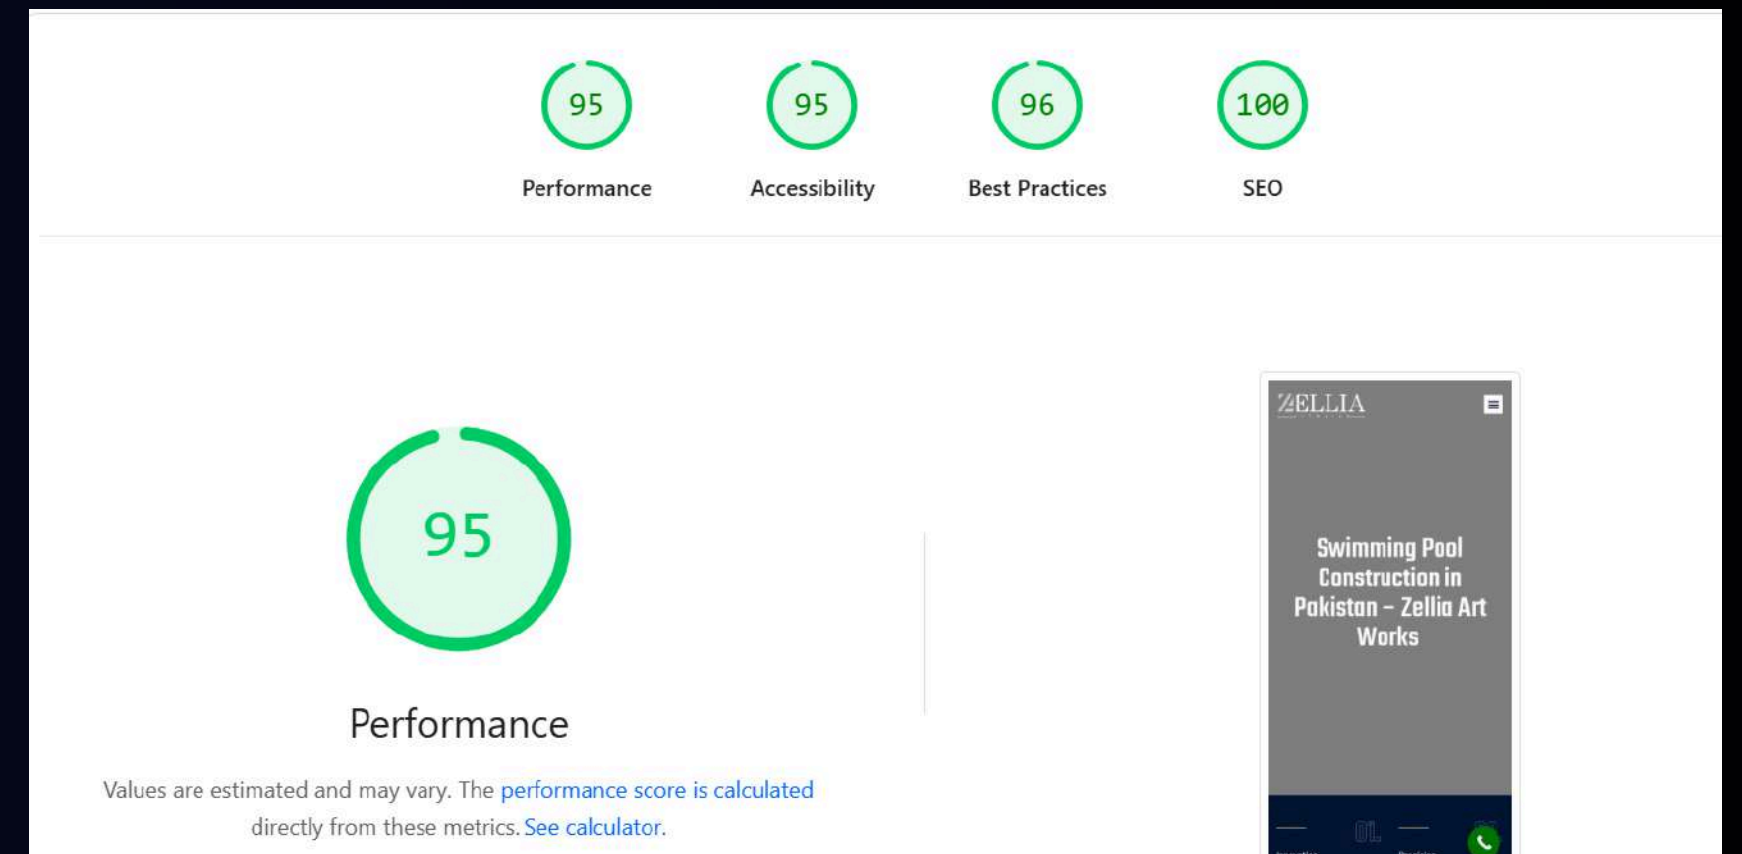 95
95
96
100
Performance
Accessibility
Best Practices
SEO
95
Performance
Values are estimated and may vary. The performance score is calculated
directly from these metrics. See calculator.
ZELLIA
Swimming Pool
Construction in
Pakistan – Zellia Art
Works
01.